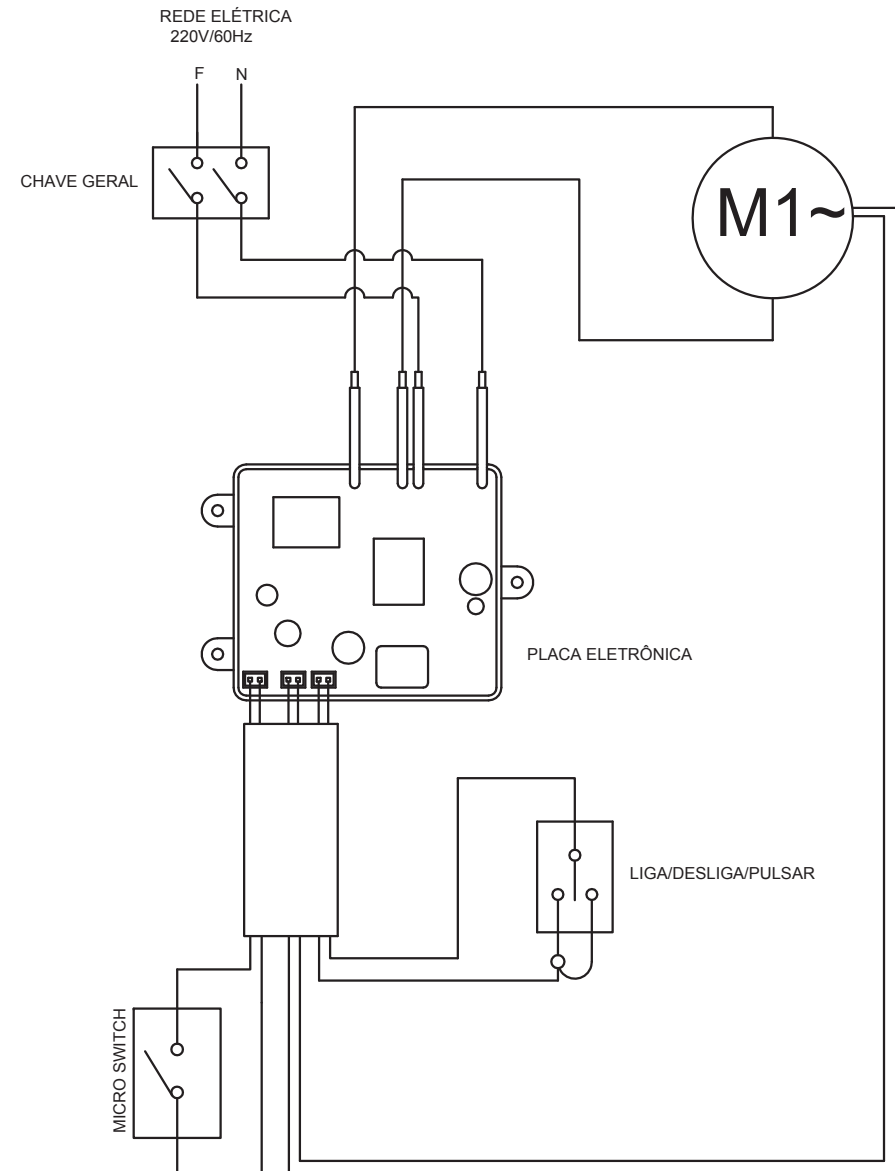 REDE ELÉTRICA
220V/60Hz
F N
CHAVE GERAL
M1~
PLACA ELETRÔNICA
LIGA/DESLIGA/PULSAR
MICRO SWITCH